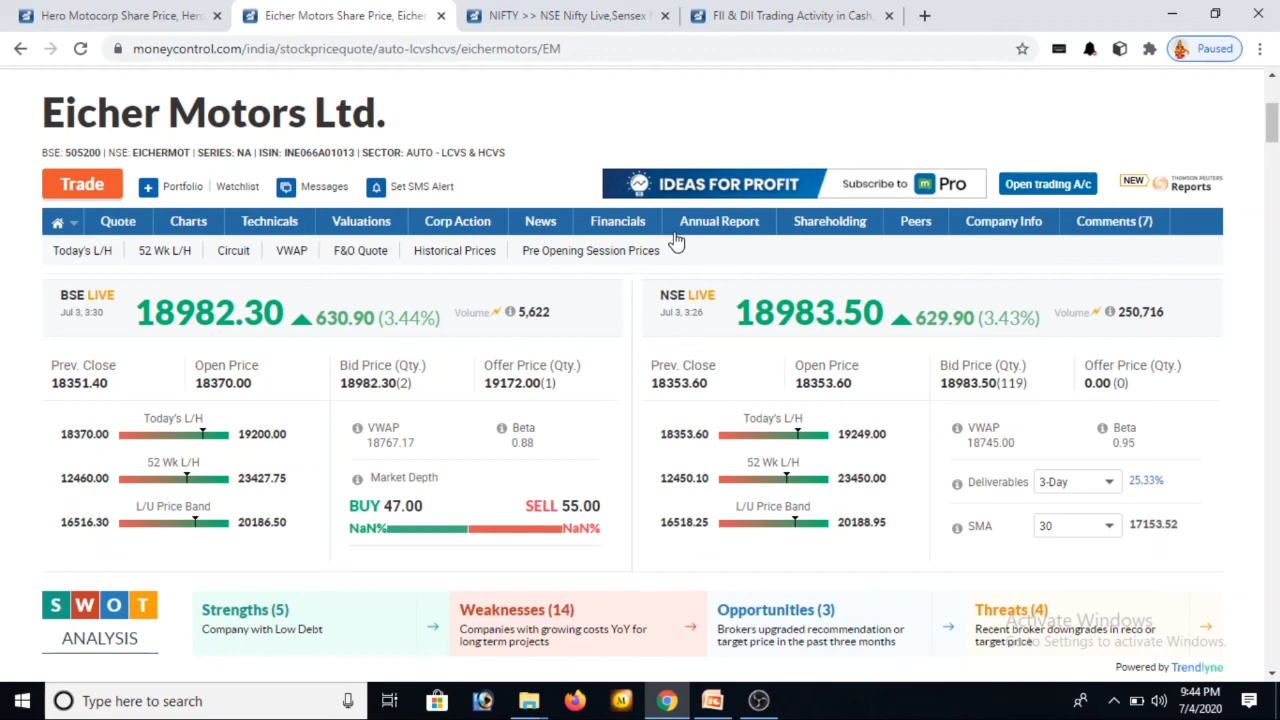 Hero Motocorp Share Price, Herc
Eicher Motors Share Price, Eicher
NIFTY >> NSE Nifty Live,Sensex
FII & DII Trading Activity in Cash,
moneycontrol.com/india/stockpricequote/auto-lcvshcvs/eichermotors/EM
Paused
Eicher Motors Ltd.
BSE: 505200 | NSE: EICHERMOT | SERIES: NA | ISIN: INE066A01013 | SECTOR: AUTO - LCVS & HCVS
Trade
Portfolio | Watchlist
Messages
Set SMS Alert
IDEAS FOR PROFIT
Subscribe to m Pro
Open trading A/c
NEW
THOMSON REUTERS
Reports
Quote Charts Technicals Valuations Corp Action News Financials Annual Report Shareholding Peers Company Info Comments (7)
Today's L/H 52 Wk L/H Circuit VWAP F&O Quote Historical Prices Pre Opening Session Prices
BSE LIVE
Jul 3, 3:30
18982.30 630.90 (3.44%)
Volume 5,622
NSE LIVE
Jul 3, 3:26
18983.50 629.90 (3.43%)
Volume 250,716
Prev. Close Open Price Bid Price (Qty.) Offer Price (Qty.)
18351.40 18370.00 18982.30(2) 19172.00(1)
Prev. Close Open Price Bid Price (Qty.) Offer Price (Qty.)
18353.60 18353.60 18983.50(119) 0.00 (0)
Today's L/H
18370.00 19200.00
52 Wk L/H
12460.00 23427.75
L/U Price Band
16516.30 20186.50
VWAP Beta
18767.17 0.88
Market Depth
BUY 47.00 SELL 55.00
NaN% NaN%
Today's L/H
18353.60 19249.00
52 Wk L/H
12450.10 23450.00
L/U Price Band
16518.25 20188.95
VWAP Beta
18745.00 0.95
Deliverables 3-Day 25.33%
SMA 30 17153.52
S W O T
ANALYSIS
Strengths (5)
Company with Low Debt
Weaknesses (14)
Companies with growing costs YoY for
long term projects
Opportunities (3)
Brokers upgraded recommendation or
target price in the past three months
Threats (4)
Recent broker downgrades in reco or
target price
Activate Windows
Go to Settings to activate Windows.
Powered by Trendlyne
Type here to search
9:44 PM
7/4/2020